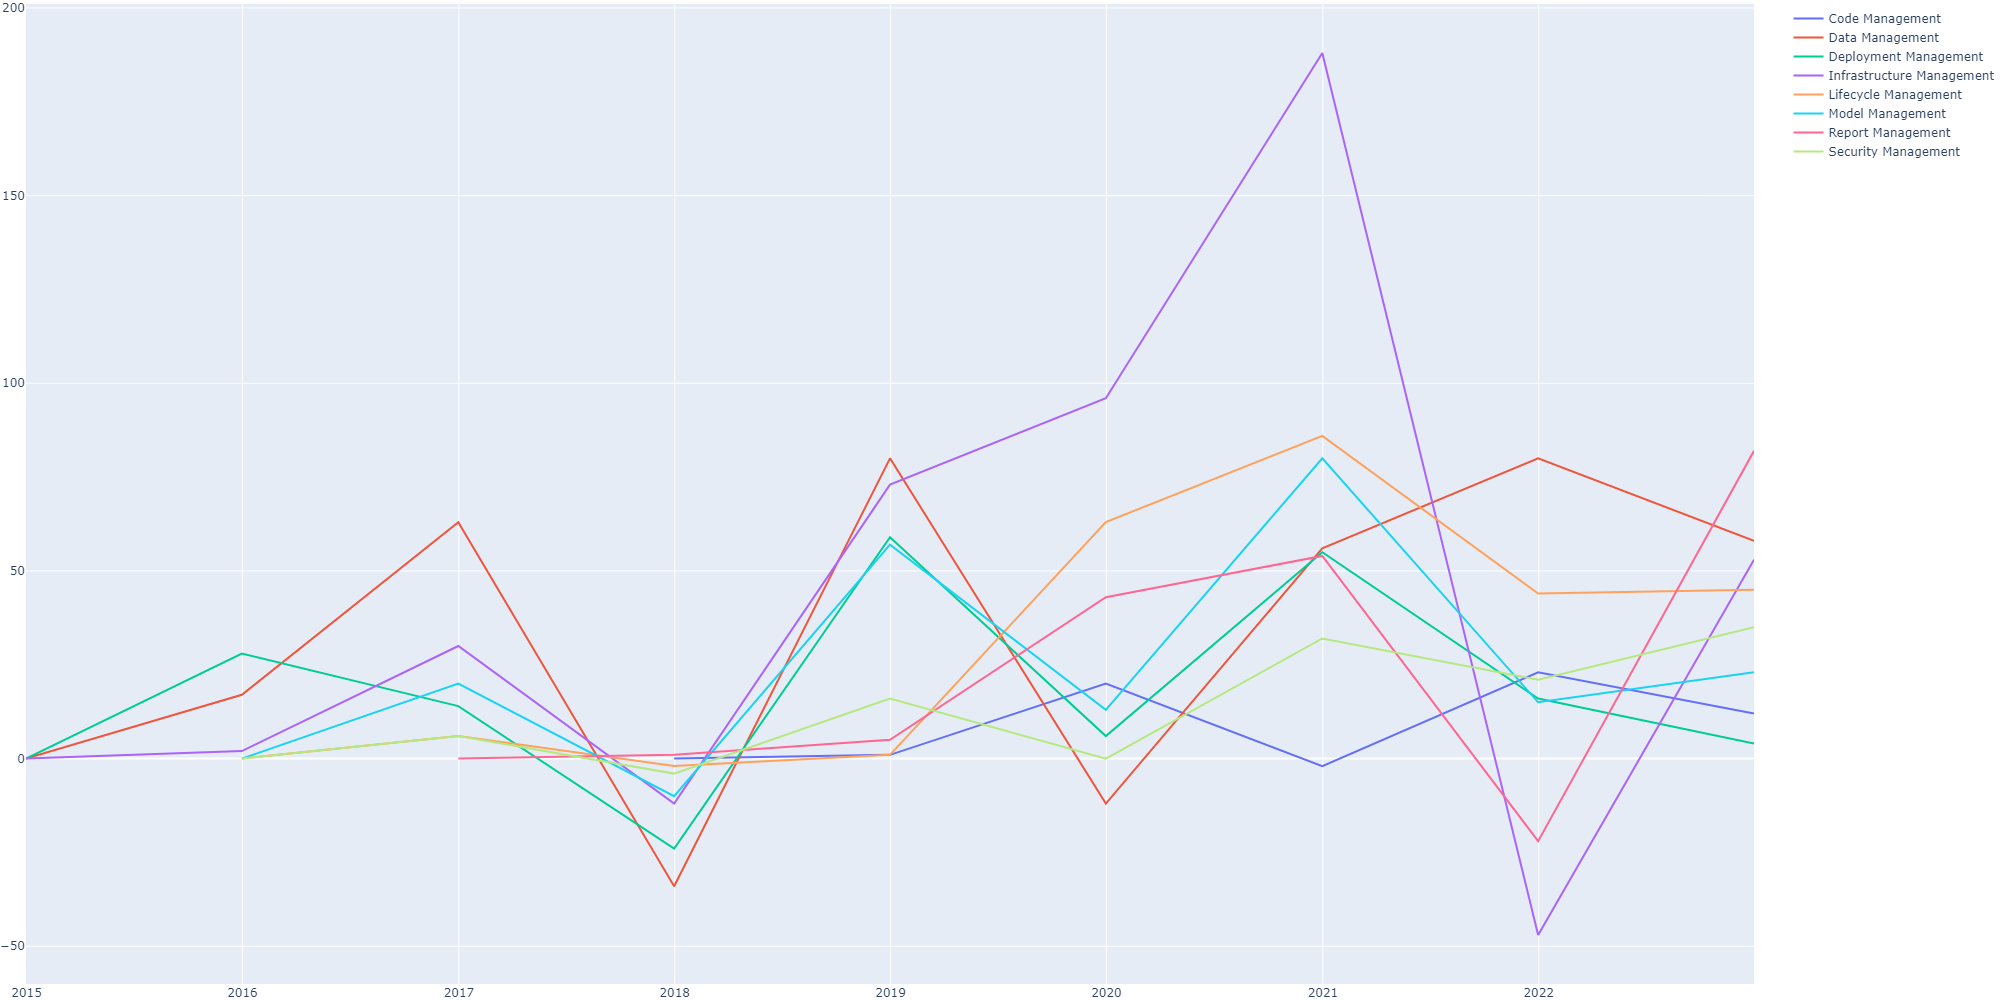 200
150
100
50
0
−50
2015
2016
2017
2018
2019
2020
2021
2022
Code Management
Data Management
Deployment Management
Infrastructure Management
Lifecycle Management
Model Management
Report Management
Security Management